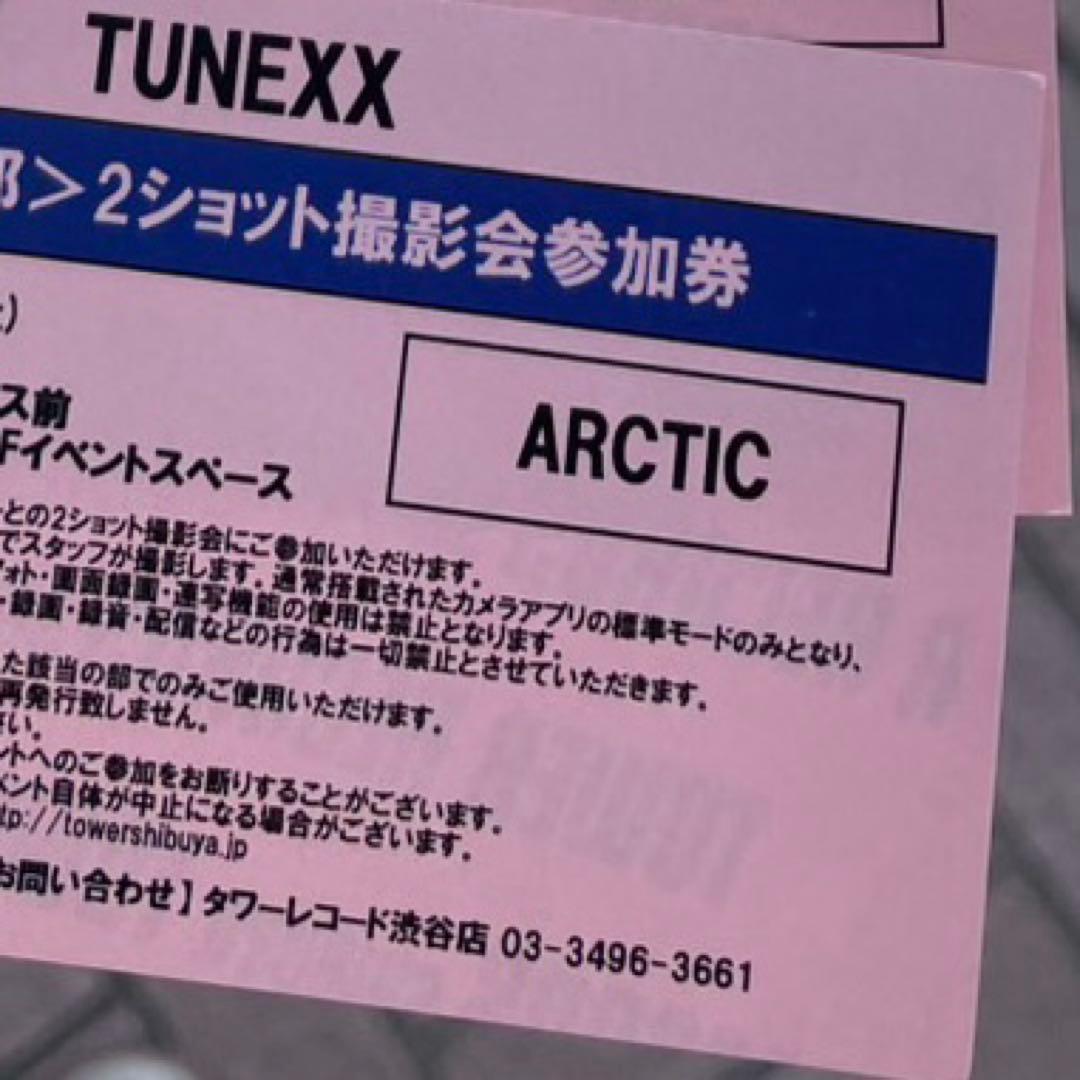 TUNEXX
部＞2ショット撮影会参加券
ス前
ARCTIC
Fイベントスペース
との2ショット撮影会にご参加いただけます。
でスタッフが撮影します。通常搭載されたカメラアプリの標準モードのみとなり、
フォト・画面録画・連写機能の使用は禁止となります。
・録画・録音・配信などの行為は一切禁止とさせていただきます。
た該当の部でのみご使用いただけます。
再発行致しません。
さい。
ントへのご参加をお断りすることがございます。
ベント自体が中止になる場合がございます。
tp://towershibuya.jp
お問い合わせ】タワーレコード渋谷店 03-3496-3661